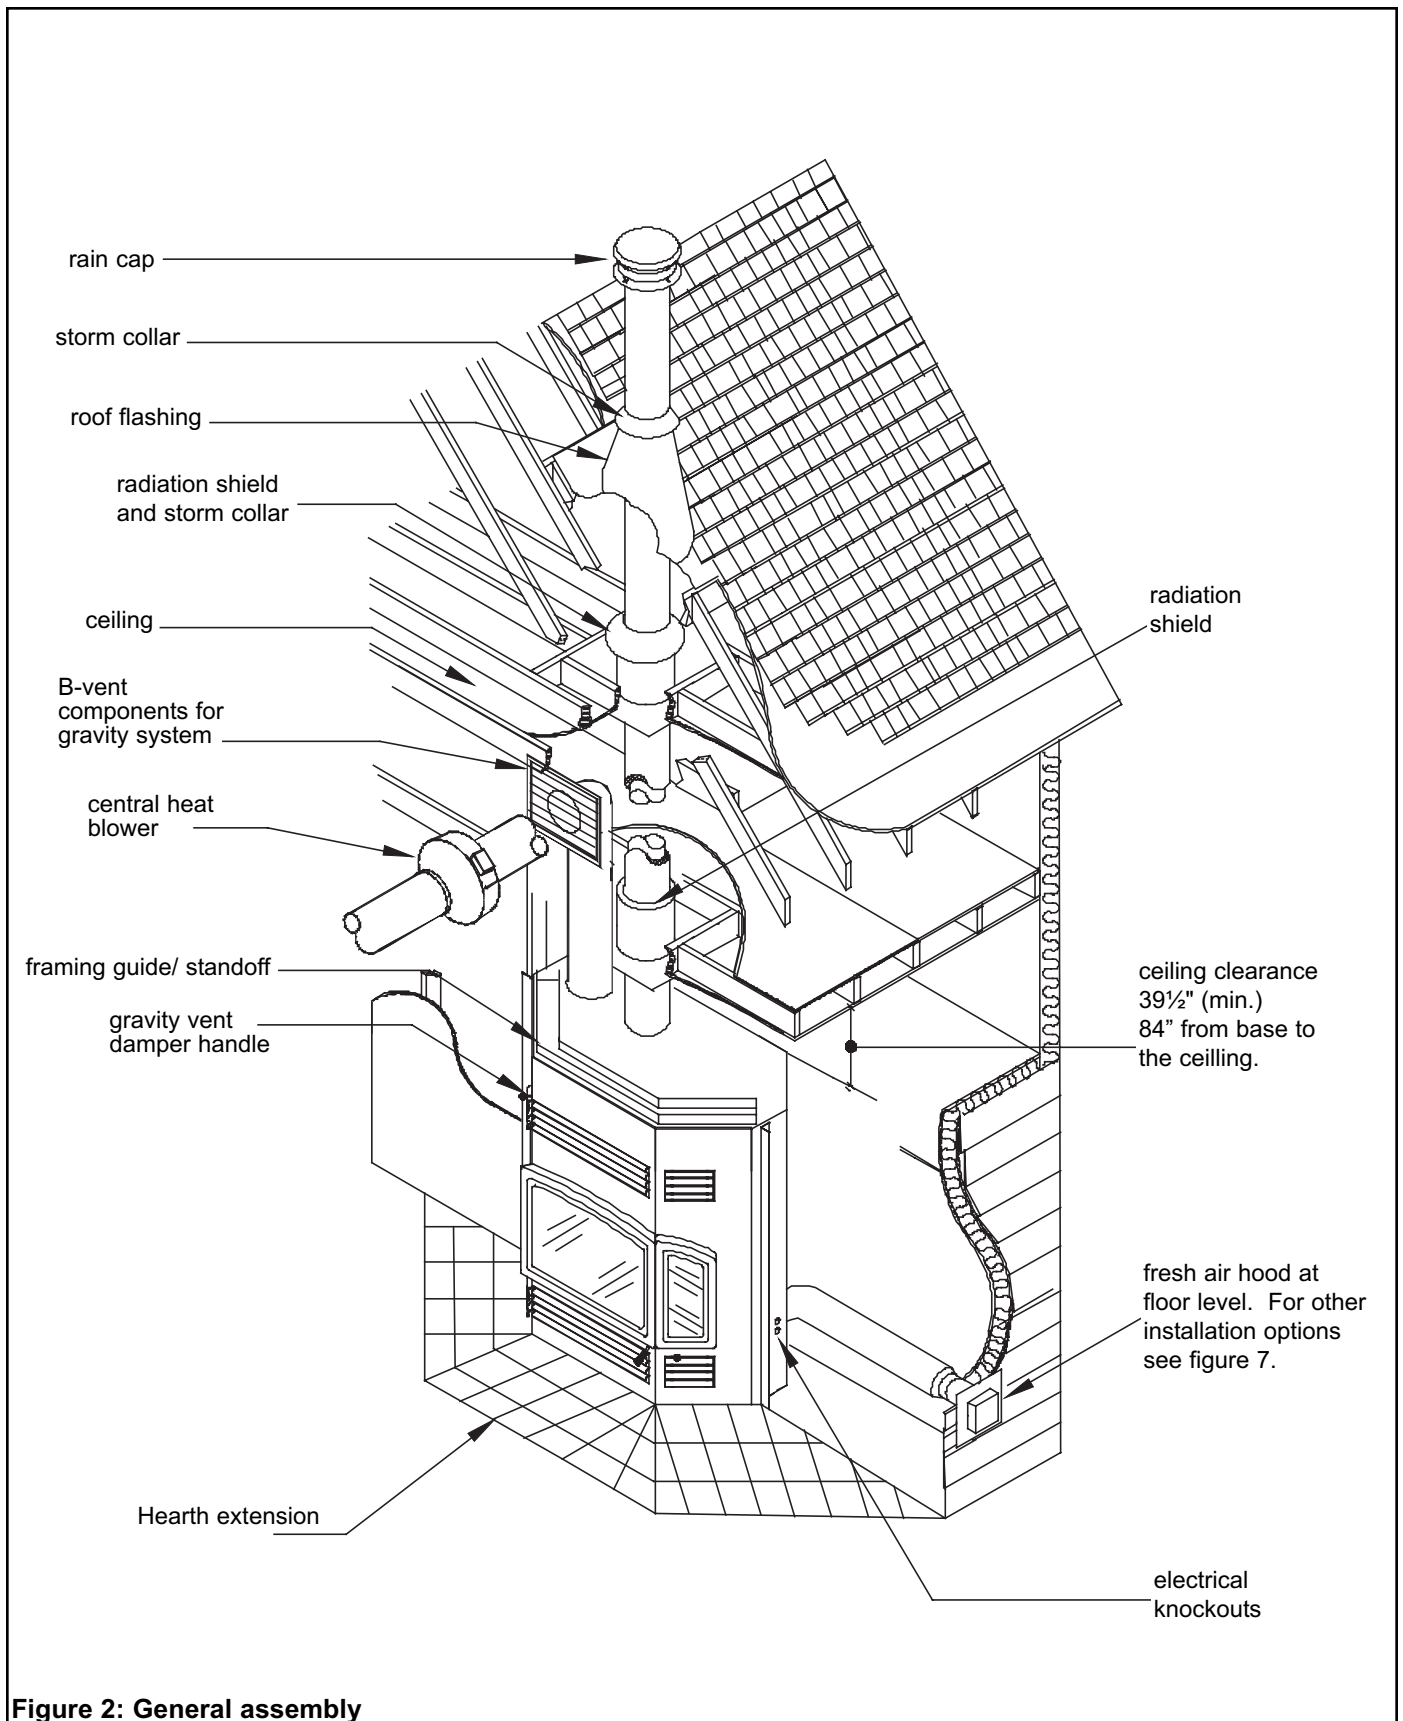 rain cap
storm collar
roof flashing
radiation shield
and storm collar
ceiling
B-vent
components for
gravity system
central heat
blower
framing guide/ standoff
gravity vent
damper handle
Hearth extension
radiation
shield
ceiling clearance
39½" (min.)
84” from base to
the ceilling.
fresh air hood at
floor level.  For other
installation options
see figure 7.
electrical
knockouts
Figure 2: General assembly